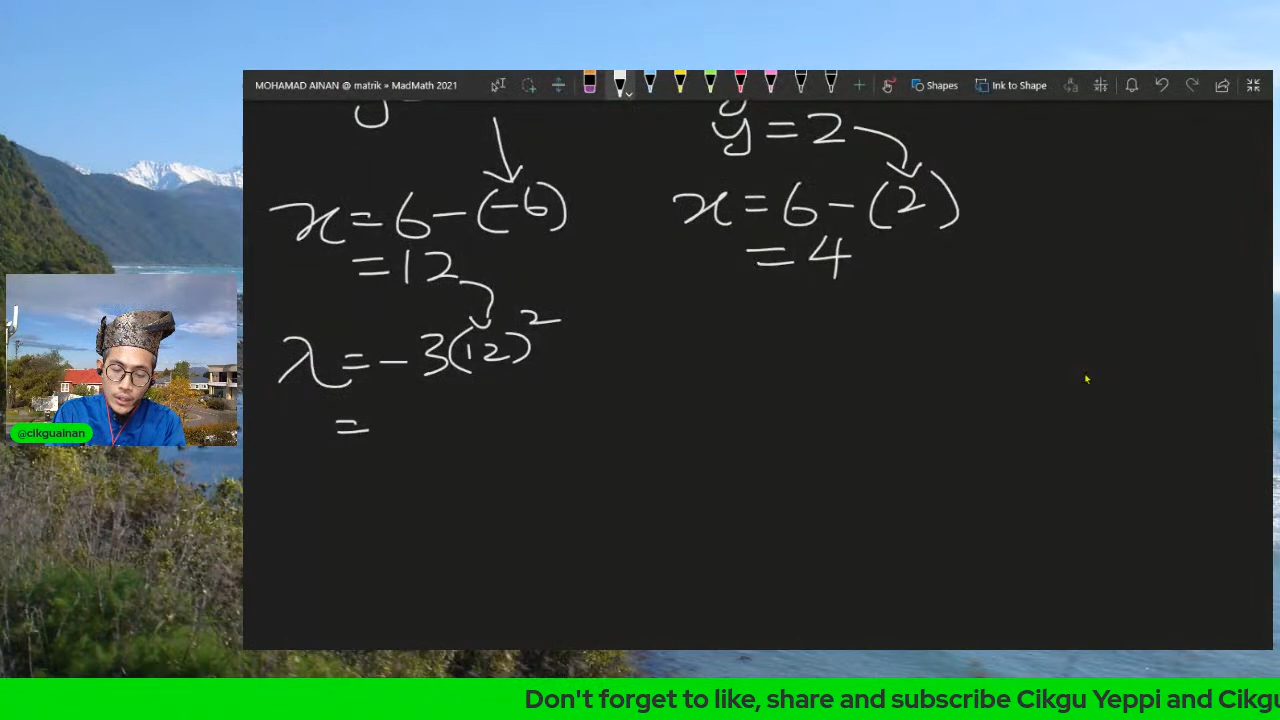 MOHAMAD AINAN @ matrik » MadMath 2021
Shapes
Ink to Shape
y = 2
x = 6 - (-6)
= 12
x = 6 - (2)
= 4
λ = - 3(12)²
=
@cikguainan
Don't forget to like, share and subscribe Cikgu Yeppi and Cikgu